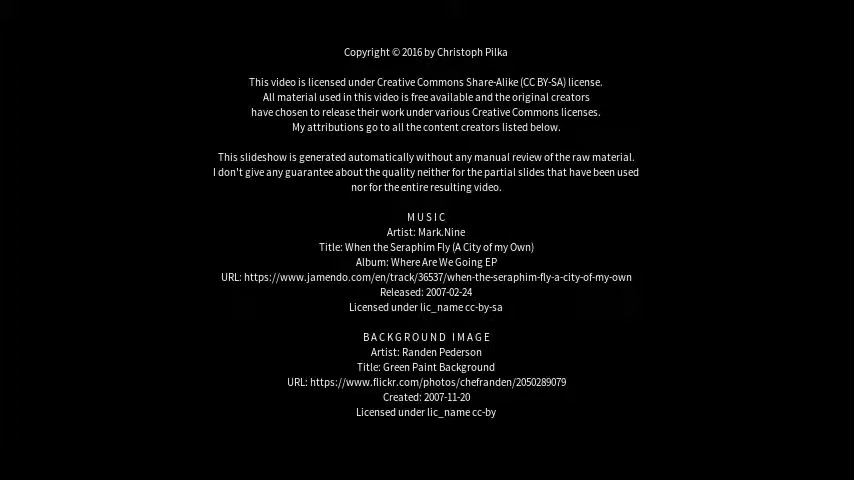 Copyright © 2016 by Christoph Pilka
This video is licensed under Creative Commons Share-Alike (CC BY-SA) license.
All material used in this video is free available and the original creators
have chosen to release their work under various Creative Commons licenses.
My attributions go to all the content creators listed below.
This slideshow is generated automatically without any manual review of the raw material.
I don't give any guarantee about the quality neither for the partial slides that have been used
nor for the entire resulting video.
M U S I C
Artist: Mark.Nine
Title: When the Seraphim Fly (A City of my Own)
Album: Where Are We Going EP
URL: https://www.jamendo.com/en/track/36537/when-the-seraphim-fly-a-city-of-my-own
Released: 2007-02-24
Licensed under lic_name cc-by-sa
B A C K G R O U N D   I M A G E
Artist: Randen Pederson
Title: Green Paint Background
URL: https://www.flickr.com/photos/chefranden/2050289079
Created: 2007-11-20
Licensed under lic_name cc-by